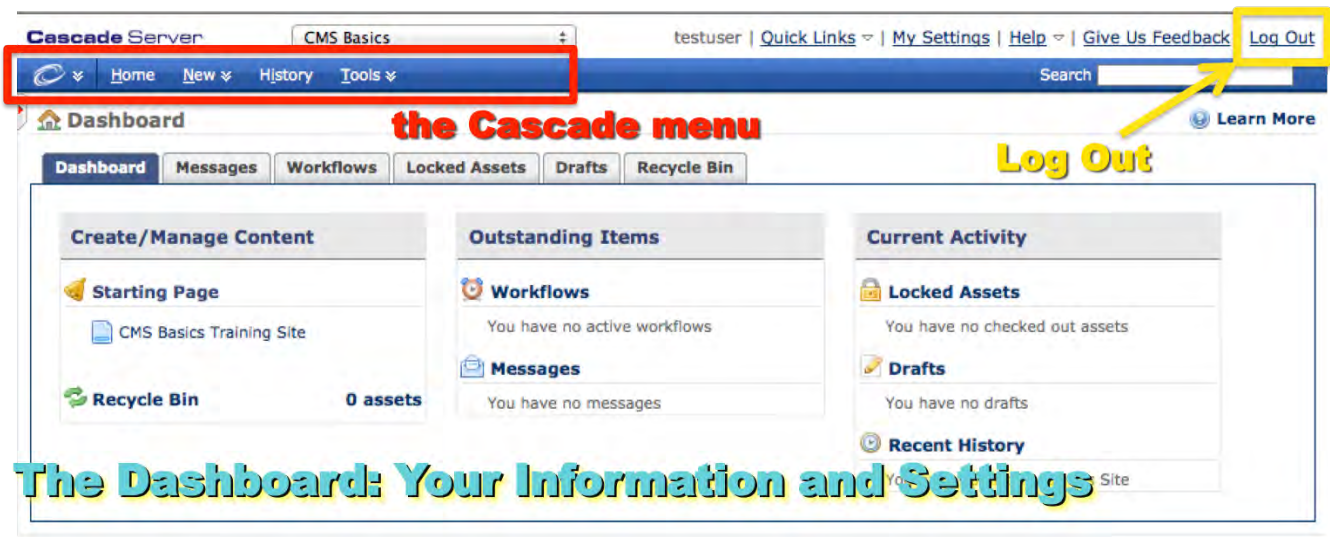 Cascade Server CMS Basics testuser | Quick Links | My Settings | Help | Give Us Feedback Log Out
Home New History Tools Search
Dashboard the Cascade menu Learn More
Log Out
Dashboard Messages Workflows Locked Assets Drafts Recycle Bin
Create/Manage Content Outstanding Items Current Activity
Starting Page Workflows Locked Assets
CMS Basics Training Site You have no active workflows You have no checked out assets
Messages Drafts
Recycle Bin 0 assets You have no messages You have no drafts
Recent History
The Dashboard: Your Information and Settings
Site